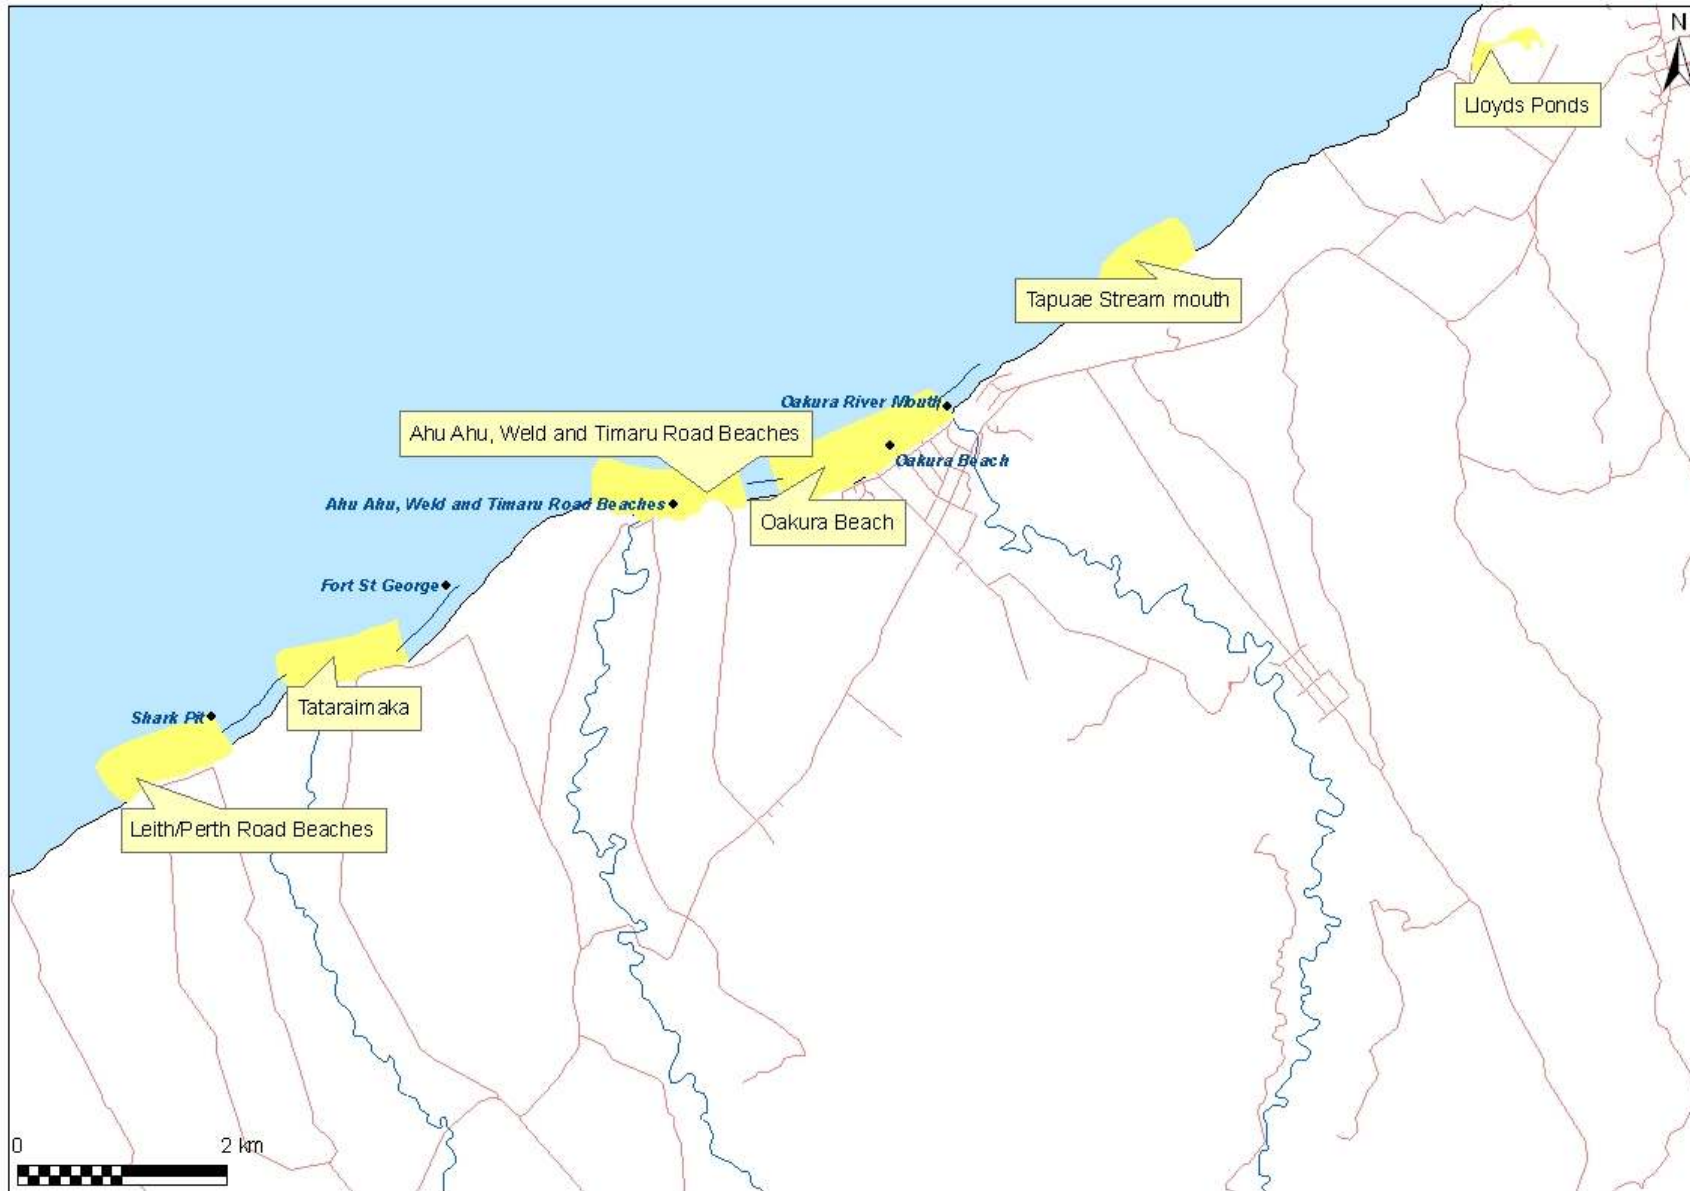 N
Lloyds Ponds
Tapuae Stream mouth
Oakura River Mouth
Ahu Ahu, Weld and Timaru Road Beaches
Oakura Beach
Ahu Ahu, Weld and Timaru Road Beaches
Oakura Beach
Fort St George
Tataraimaka
Shark Pit
Leith/Perth Road Beaches
0 2 km